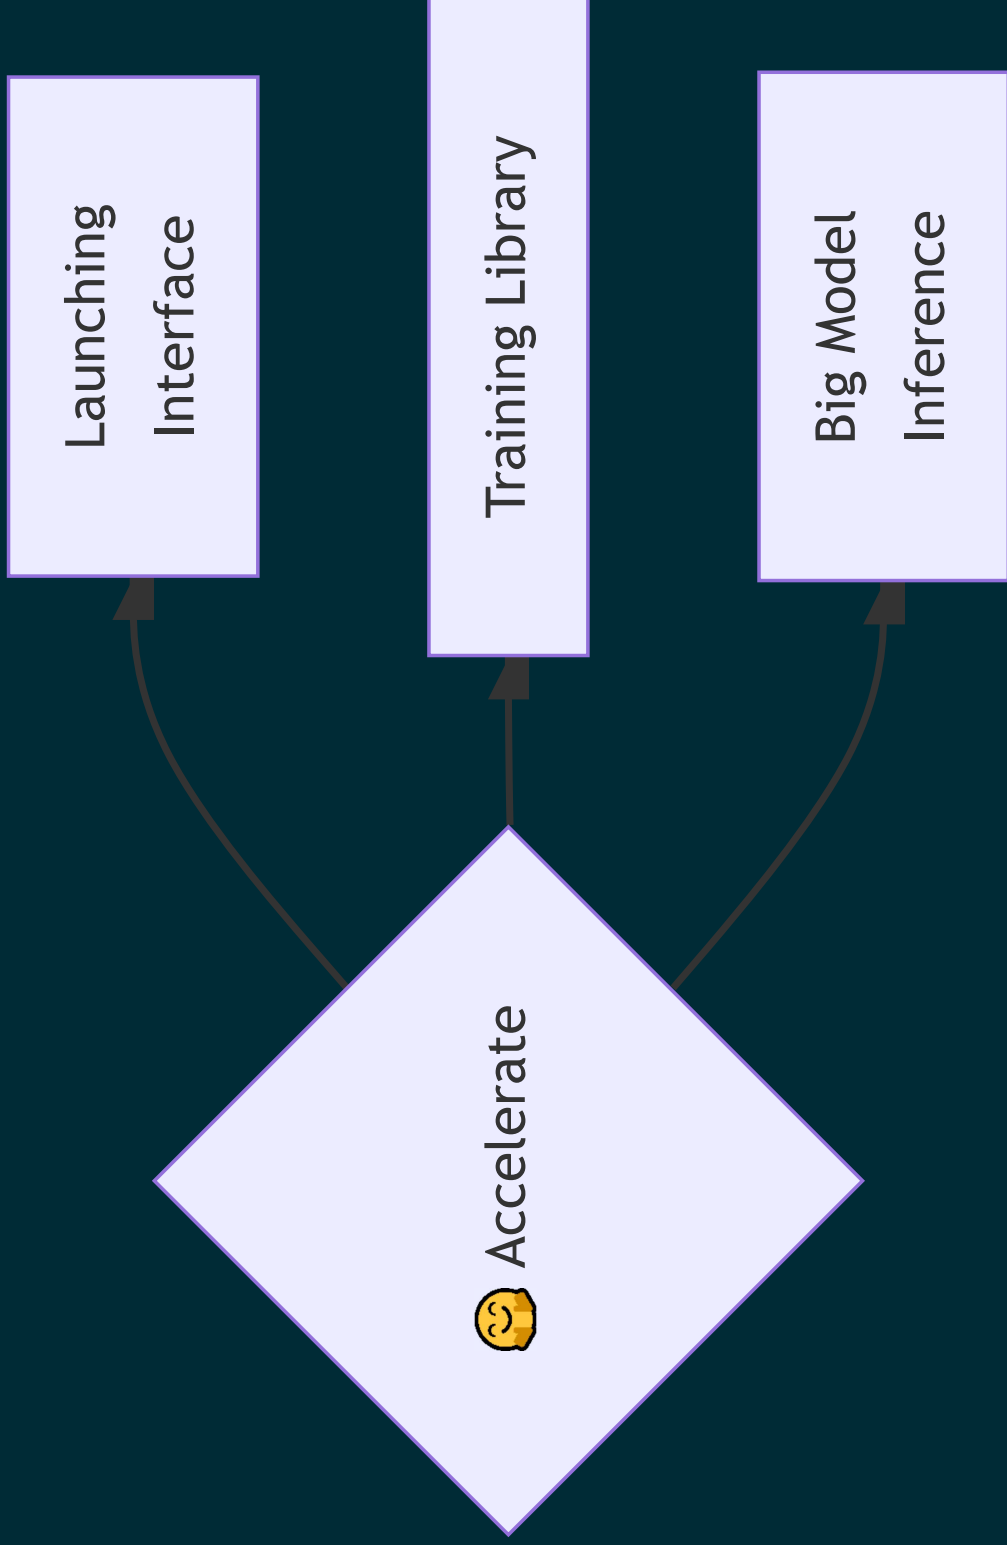 Launching
Interface
Training Library
Big Model
Inference
🤗 Accelerate